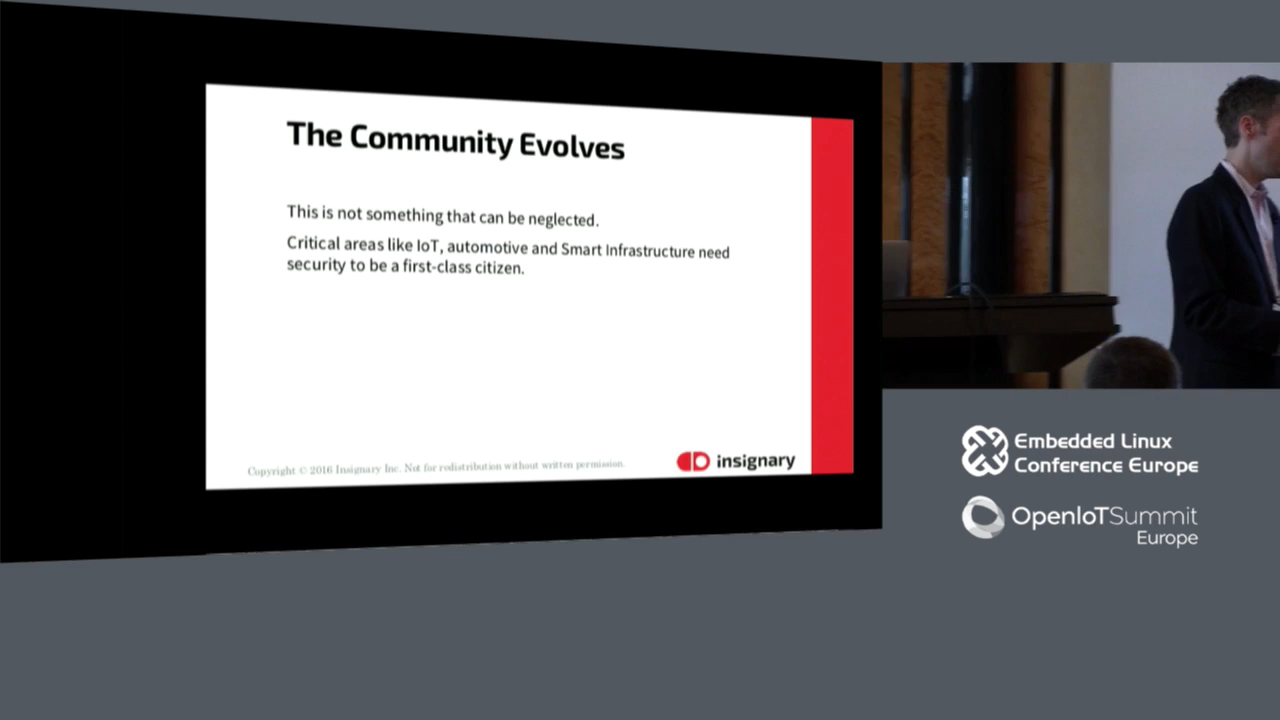 The Community Evolves
This is not something that can be neglected.
Critical areas like IoT, automotive and Smart Infrastructure need
security to be a first-class citizen.
Copyright © 2016 Insignary Inc. Not for redistribution without written permission.
insignary
Embedded Linux
Conference Europe
OpenIoTSummit
Europe